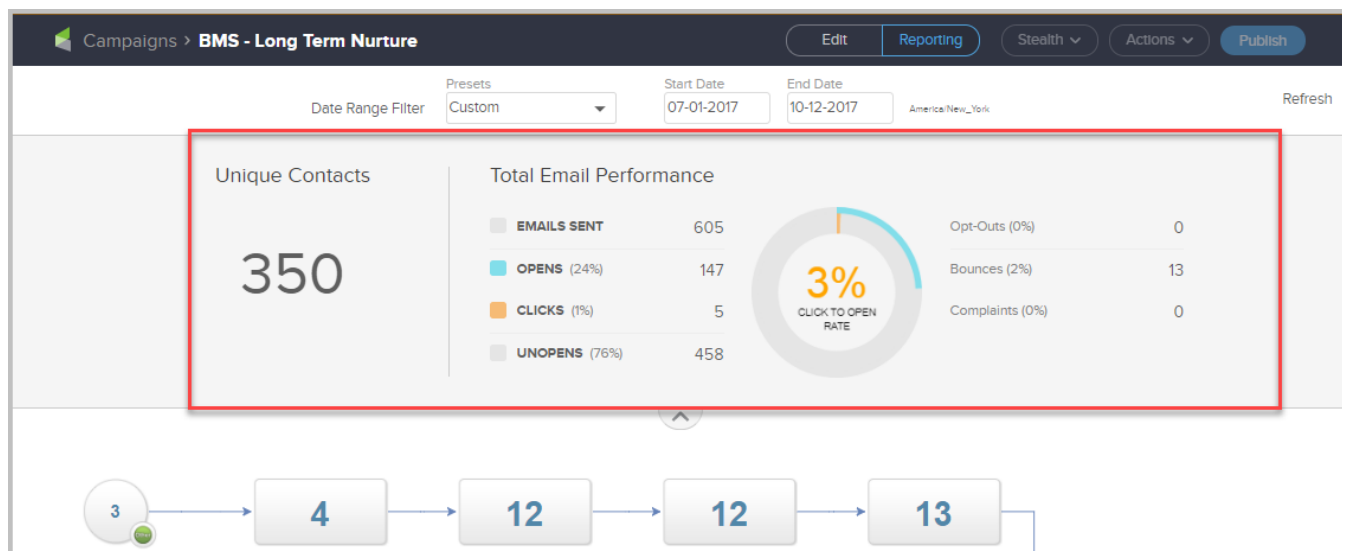 Campaigns > BMS - Long Term Nurture
Edit
Reporting
Stealth
Actions
Publish
Date Range Filter
Presets
Custom
Start Date
07-01-2017
End Date
10-12-2017
America/New_York
Refresh
Unique Contacts
350
Total Email Performance
EMAILS SENT 605
OPENS (24%) 147
CLICKS (1%) 5
UNOPENS (76%) 458
3%
CLICK TO OPEN
RATE
Opt-Outs (0%) 0
Bounces (2%) 13
Complaints (0%) 0
3
4
12
12
13